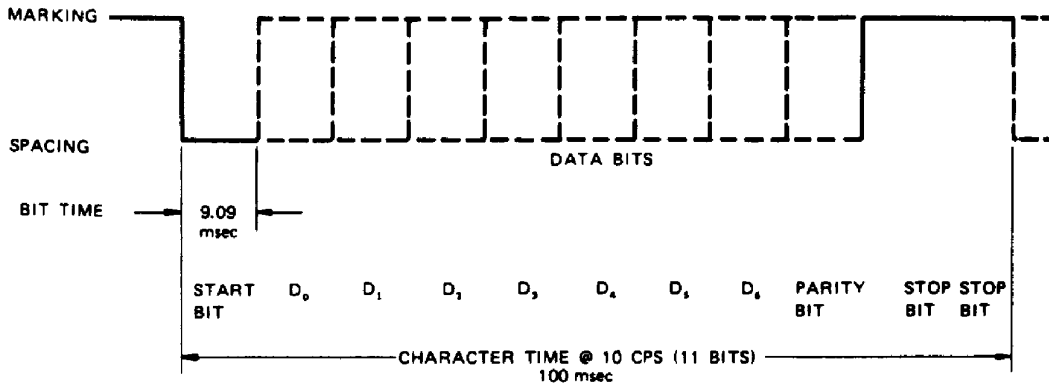 MARKING
SPACING
DATA BITS
BIT TIME
9.09
msec
START
BIT
D₀
D₁
D₂
D₃
D₄
D₅
D₆
PARITY
BIT
STOP
BIT
STOP
BIT
CHARACTER TIME @ 10 CPS (11 BITS)
100 msec